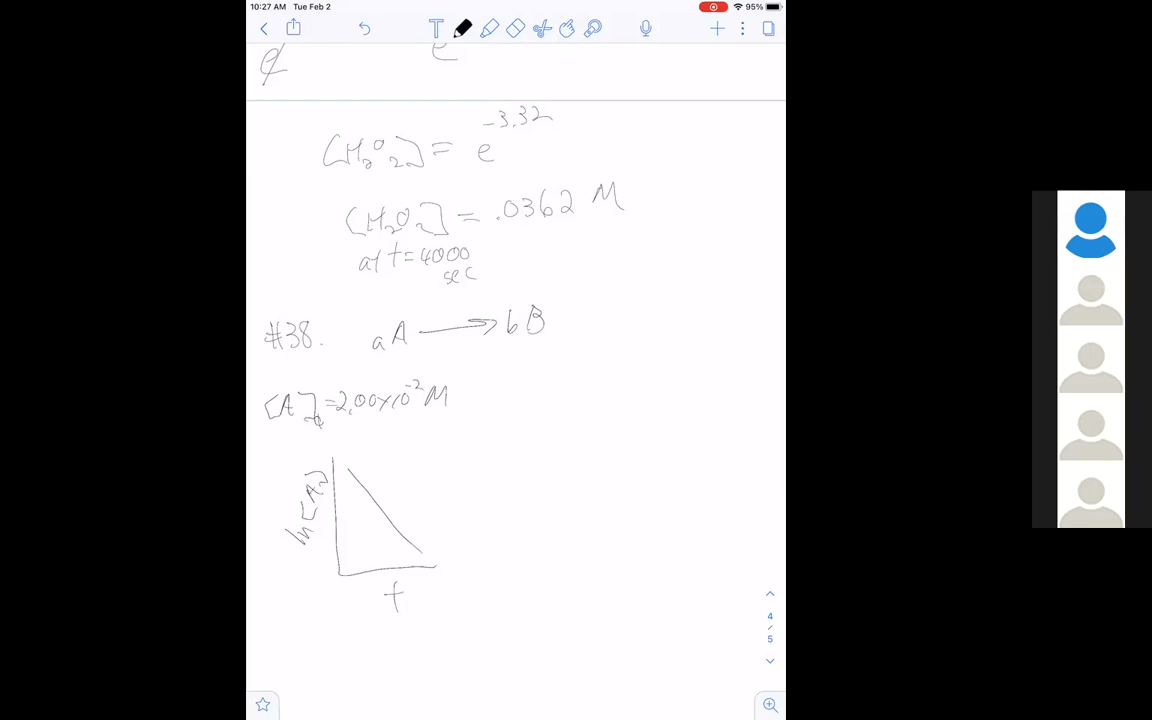 10:27 AM Tue Feb 2
95%
T
¢ e
[H2O2] = e^-3.32
[H2O2] = .0362 M
at t=4000
sec
#38. aA → bB
[A]0=2.00×10^-2 M
ln[A]
t
4
/
5